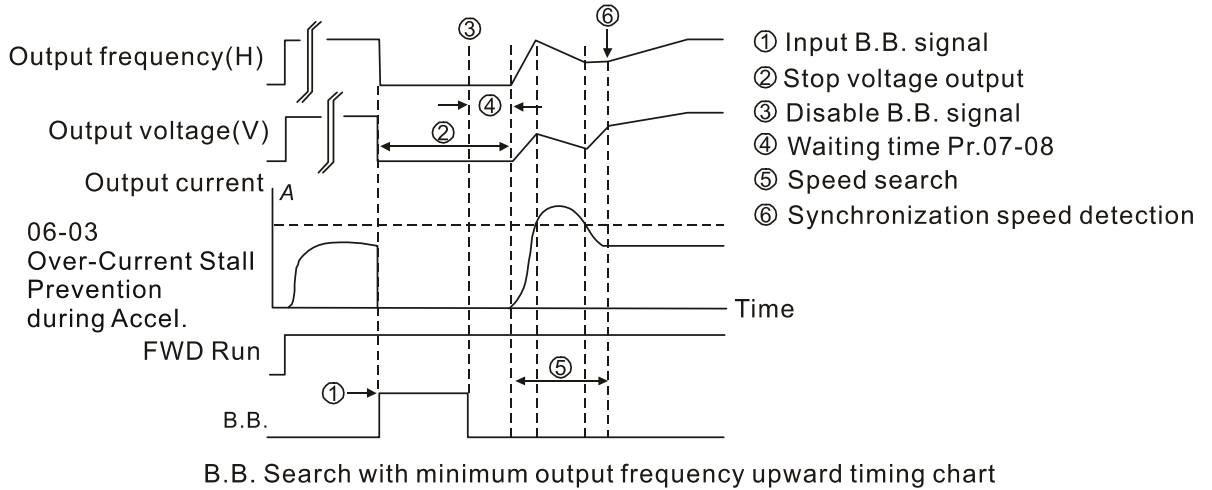 Output frequency(H)
Output voltage(V)
Output current
A
06-03
Over-Current Stall
Prevention
during Accel.
FWD Run
B.B.
Time
③
⑥
④
②
⑤
①
① Input B.B. signal
② Stop voltage output
③ Disable B.B. signal
④ Waiting time Pr.07-08
⑤ Speed search
⑥ Synchronization speed detection
B.B. Search with minimum output frequency upward timing chart